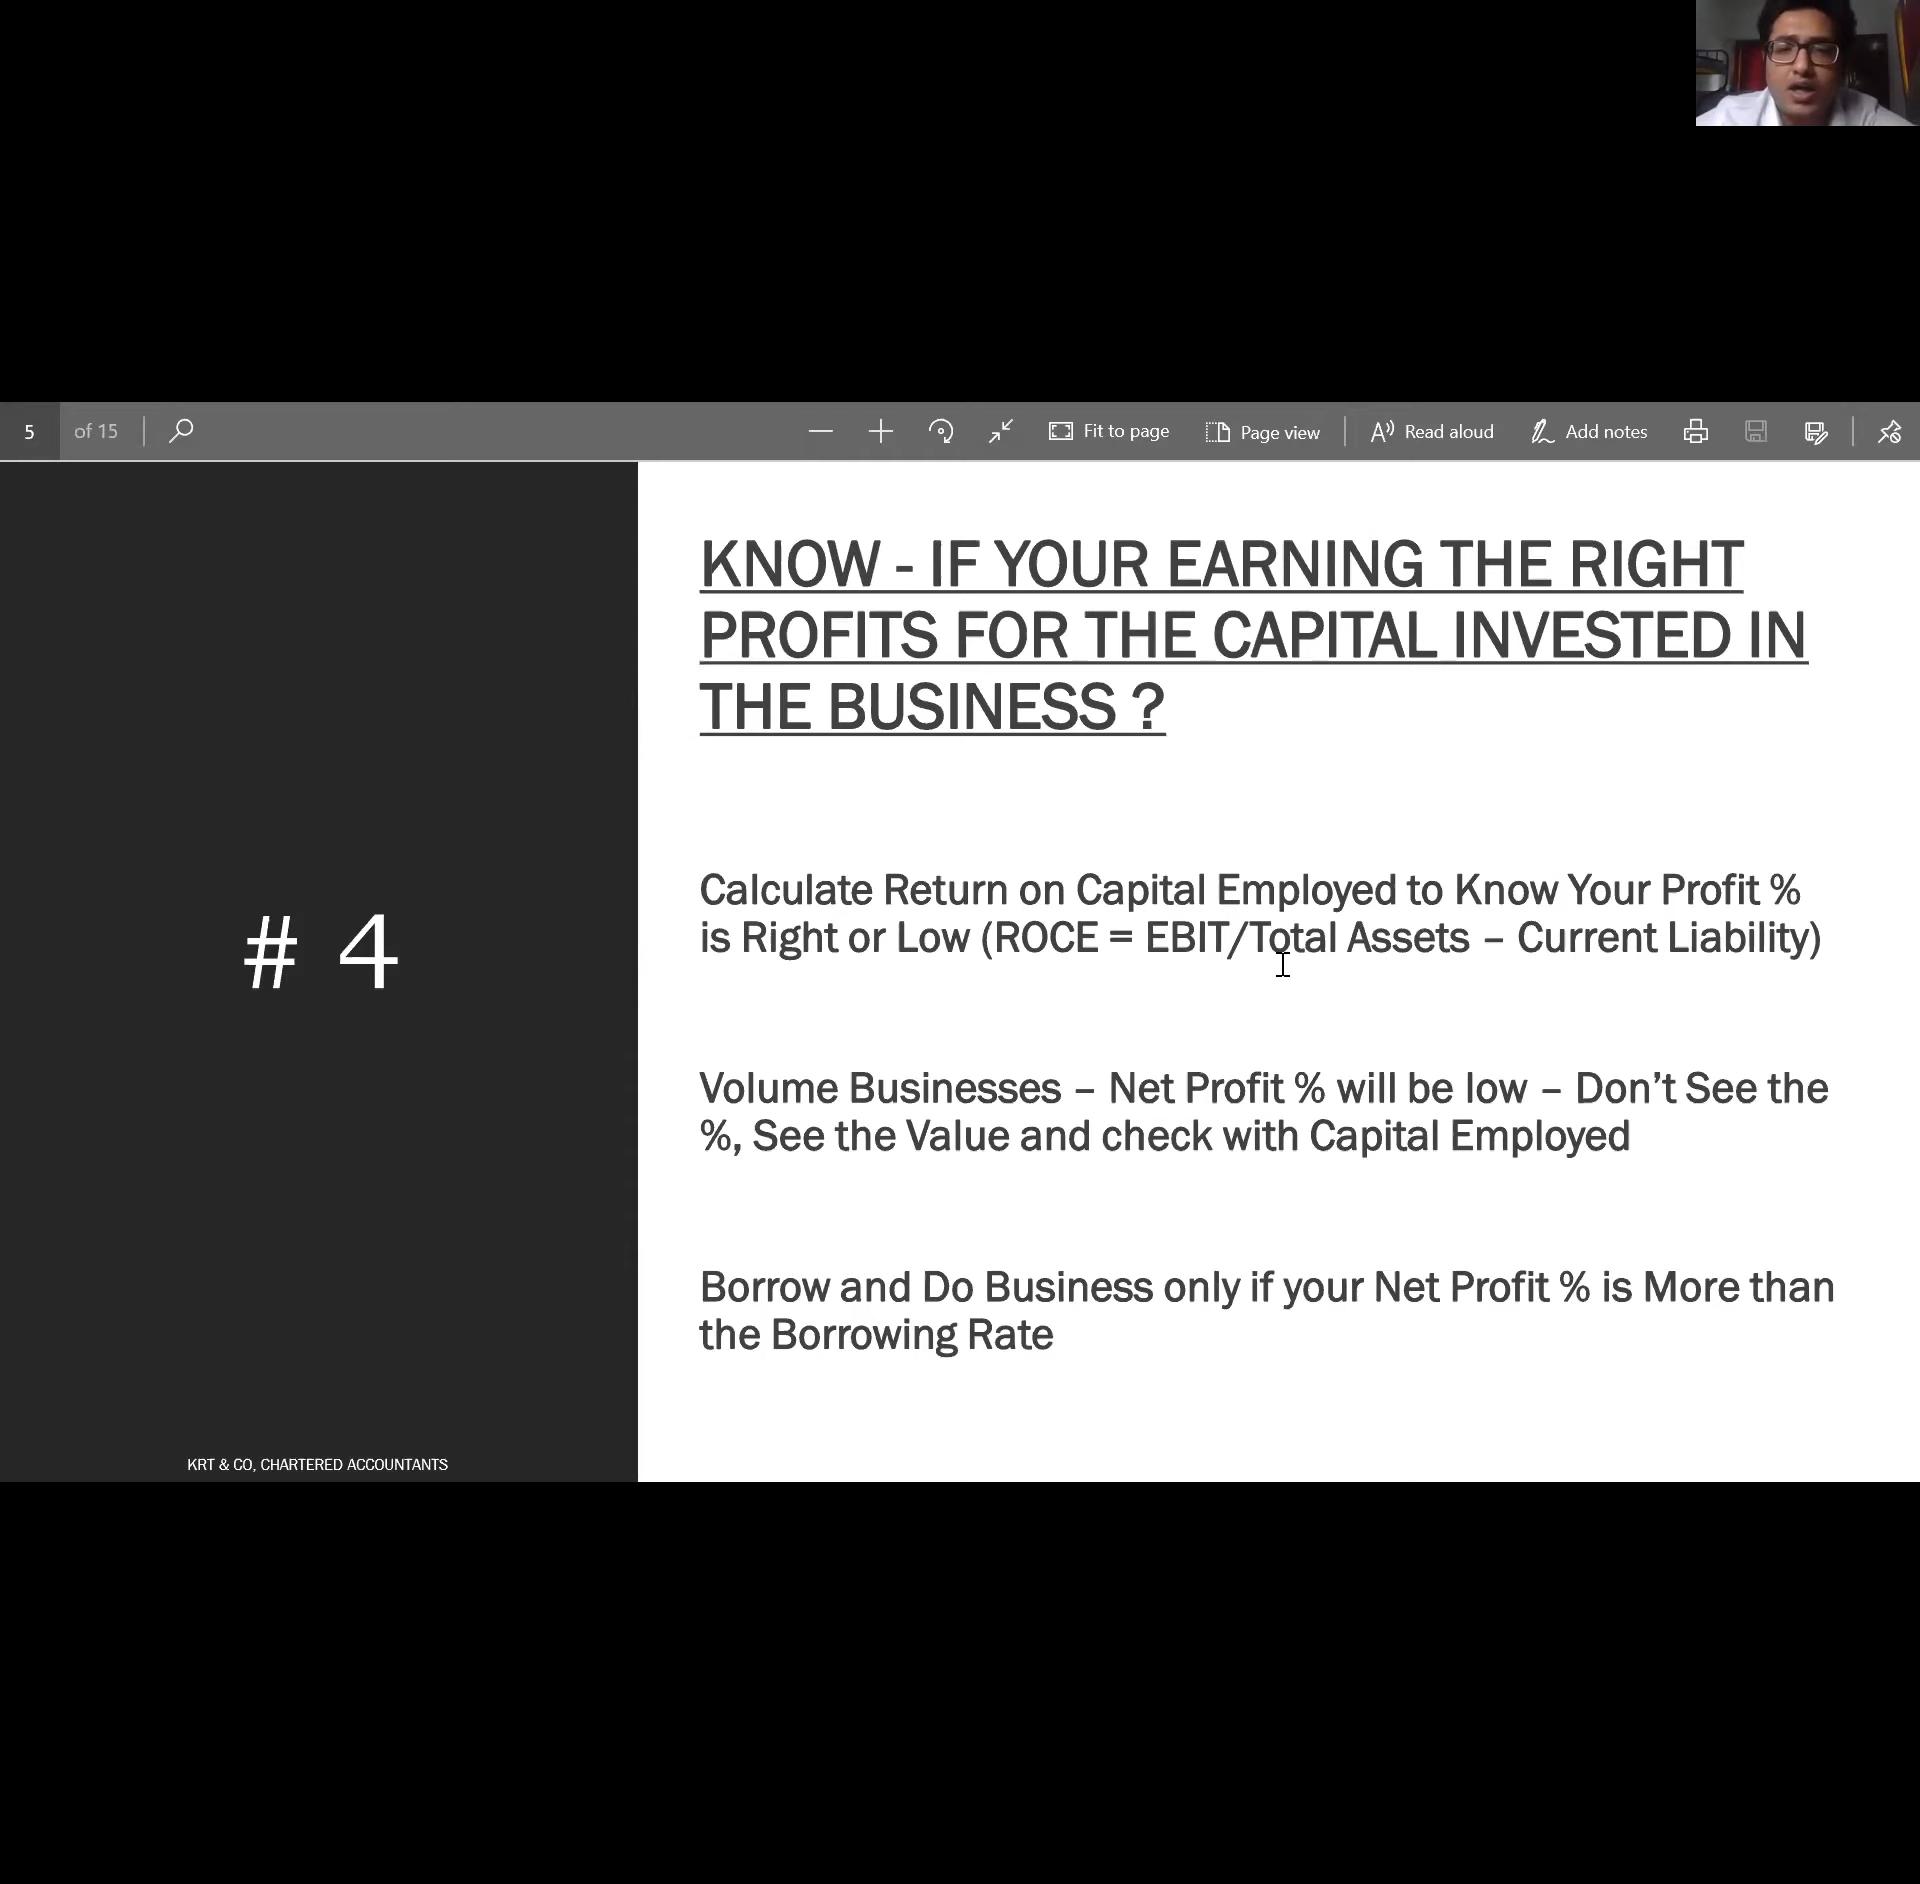 5 of 15 Fit to page Page view Read aloud Add notes
# 4
KRT & CO, CHARTERED ACCOUNTANTS
KNOW - IF YOUR EARNING THE RIGHT
PROFITS FOR THE CAPITAL INVESTED IN
THE BUSINESS ?
Calculate Return on Capital Employed to Know Your Profit %
is Right or Low (ROCE = EBIT/Total Assets – Current Liability)
Volume Businesses – Net Profit % will be low – Don’t See the
%, See the Value and check with Capital Employed
Borrow and Do Business only if your Net Profit % is More than
the Borrowing Rate